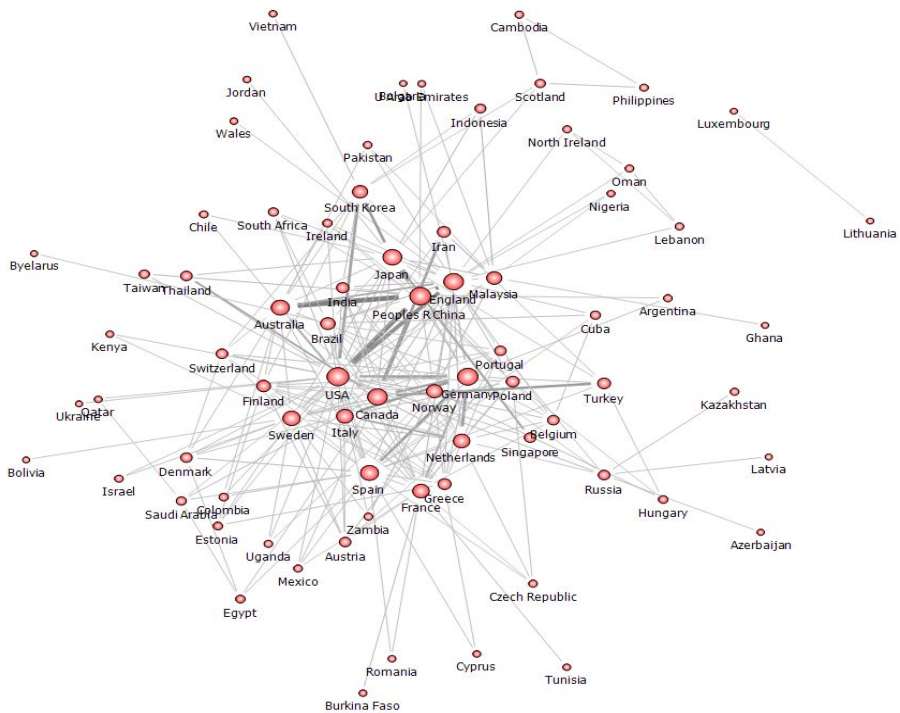 Vietnam
Cambodia
Jordan
U Arab Emirates
Bulgaria
Scotland
Philippines
Luxembourg
Indonesia
Wales
North Ireland
Pakistan
Oman
South Korea
Nigeria
Chile
South Africa
Ireland
Iran
Lebanon
Lithuania
Byelarus
Taiwan
Thailand
Japan
India
England
Malaysia
Peoples R China
Argentina
Australia
Brazil
Cuba
Ghana
Kenya
Switzerland
Portugal
USA
Finland
Canada
Norway
Germany
Poland
Turkey
Kazakhstan
Ukraine
Qatar
Sweden
Italy
Belgium
Netherlands
Singapore
Bolivia
Denmark
Israel
Spain
Russia
Latvia
Saudi Arabia
Colombia
France
Greece
Hungary
Estonia
Zambia
Azerbaijan
Uganda
Austria
Mexico
Czech Republic
Egypt
Romania
Cyprus
Tunisia
Burkina Faso